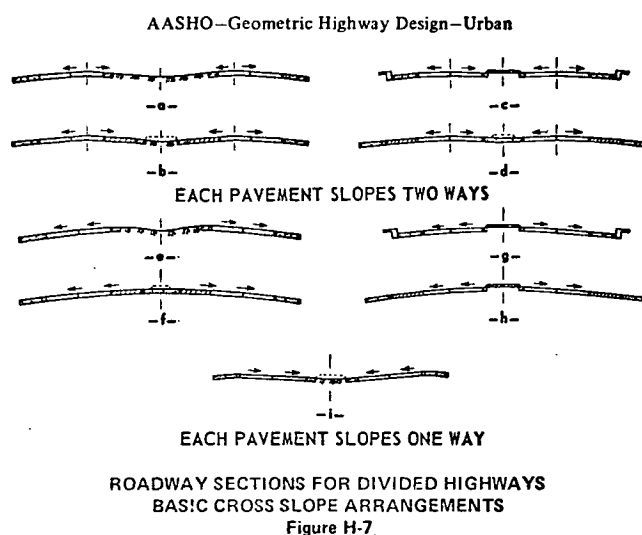 AASHO—Geometric Highway Design—Urban
—a—
—c—
—b—
—d—
EACH PAVEMENT SLOPES TWO WAYS
—e—
—g—
—f—
—h—
—i—
EACH PAVEMENT SLOPES ONE WAY
ROADWAY SECTIONS FOR DIVIDED HIGHWAYS
BASIC CROSS SLOPE ARRANGEMENTS
Figure H-7